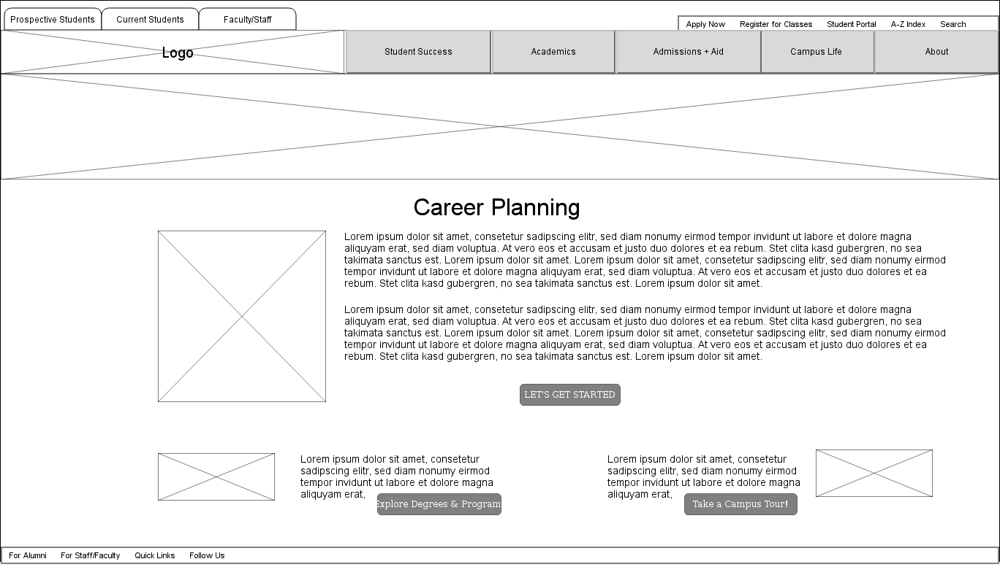 Prospective Students
Current Students
Faculty/Staff
Apply Now
Register for Classes
Student Portal
A-Z Index
Search
Logo
Student Success
Academics
Admissions + Aid
Campus Life
About
Career Planning
Lorem ipsum dolor sit amet, consetetur sadipscing elitr, sed diam nonumy eirmod tempor invidunt ut labore et dolore magna
aliquyam erat, sed diam voluptua. At vero eos et accusam et justo duo dolores et ea rebum. Stet clita kasd gubergren, no sea
takimata sanctus est. Lorem ipsum dolor sit amet. Lorem ipsum dolor sit amet, consetetur sadipscing elitr, sed diam nonumy eirmod
tempor invidunt ut labore et dolore magna aliquyam erat, sed diam voluptua. At vero eos et accusam et justo duo dolores et ea
rebum. Stet clita kasd gubergren, no sea takimata sanctus est. Lorem ipsum dolor sit amet.
Lorem ipsum dolor sit amet, consetetur sadipscing elitr, sed diam nonumy eirmod tempor invidunt ut labore et dolore magna
aliquyam erat, sed diam voluptua. At vero eos et accusam et justo duo dolores et ea rebum. Stet clita kasd gubergren, no sea
takimata sanctus est. Lorem ipsum dolor sit amet. Lorem ipsum dolor sit amet, consetetur sadipscing elitr, sed diam nonumy eirmod
tempor invidunt ut labore et dolore magna aliquyam erat, sed diam voluptua. At vero eos et accusam et justo duo dolores et ea
rebum. Stet clita kasd gubergren, no sea takimata sanctus est. Lorem ipsum dolor sit amet.
LET'S GET STARTED
Lorem ipsum dolor sit amet, consetetur
sadipscing elitr, sed diam nonumy eirmod
tempor invidunt ut labore et dolore magna
aliquyam erat,
Explore Degrees & Program
Lorem ipsum dolor sit amet, consetetur
sadipscing elitr, sed diam nonumy eirmod
tempor invidunt ut labore et dolore magna
aliquyam erat,
Take a Campus Tour!
For Alumni
For Staff/Faculty
Quick Links
Follow Us